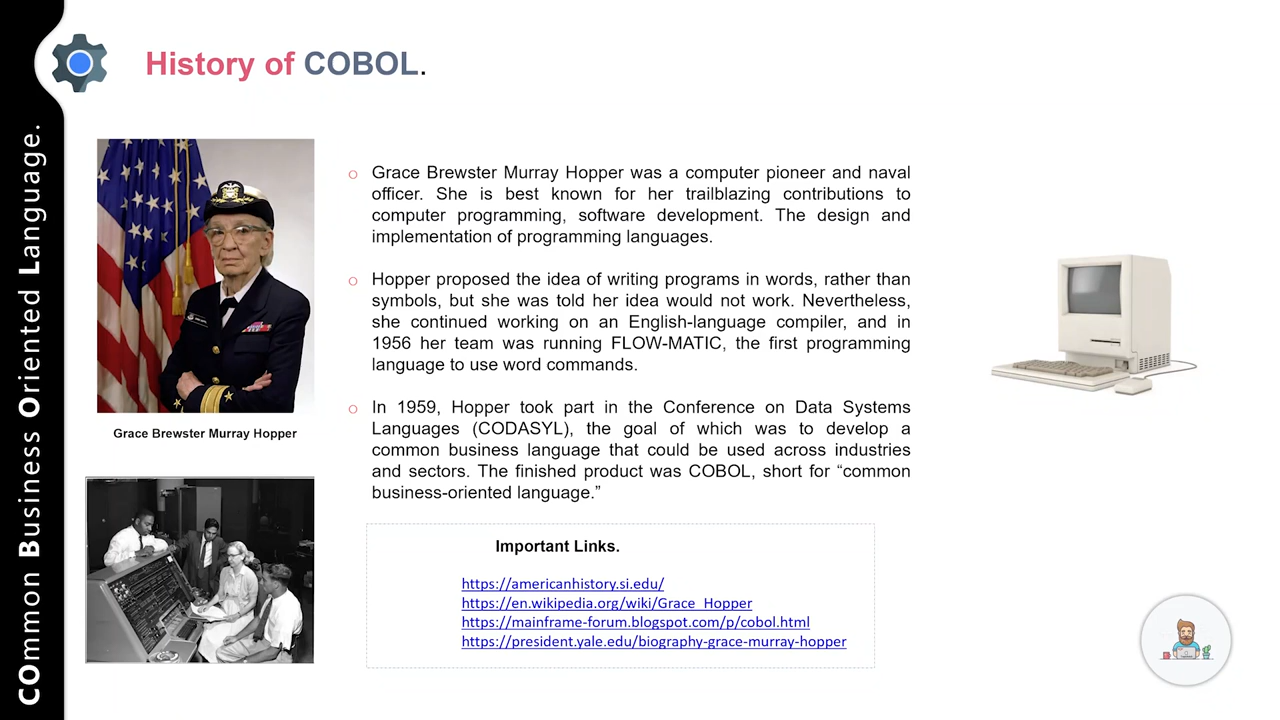 COmmon Business Oriented Language.
History of COBOL.
Grace Brewster Murray Hopper
Grace Brewster Murray Hopper was a computer pioneer and naval
officer. She is best known for her trailblazing contributions to
computer programming, software development. The design and
implementation of programming languages.
Hopper proposed the idea of writing programs in words, rather than
symbols, but she was told her idea would not work. Nevertheless,
she continued working on an English-language compiler, and in
1956 her team was running FLOW-MATIC, the first programming
language to use word commands.
In 1959, Hopper took part in the Conference on Data Systems
Languages (CODASYL), the goal of which was to develop a
common business language that could be used across industries
and sectors. The finished product was COBOL, short for “common
business-oriented language.”
Important Links.
https://americanhistory.si.edu/
https://en.wikipedia.org/wiki/Grace_Hopper
https://mainframe-forum.blogspot.com/p/cobol.html
https://president.yale.edu/biography-grace-murray-hopper